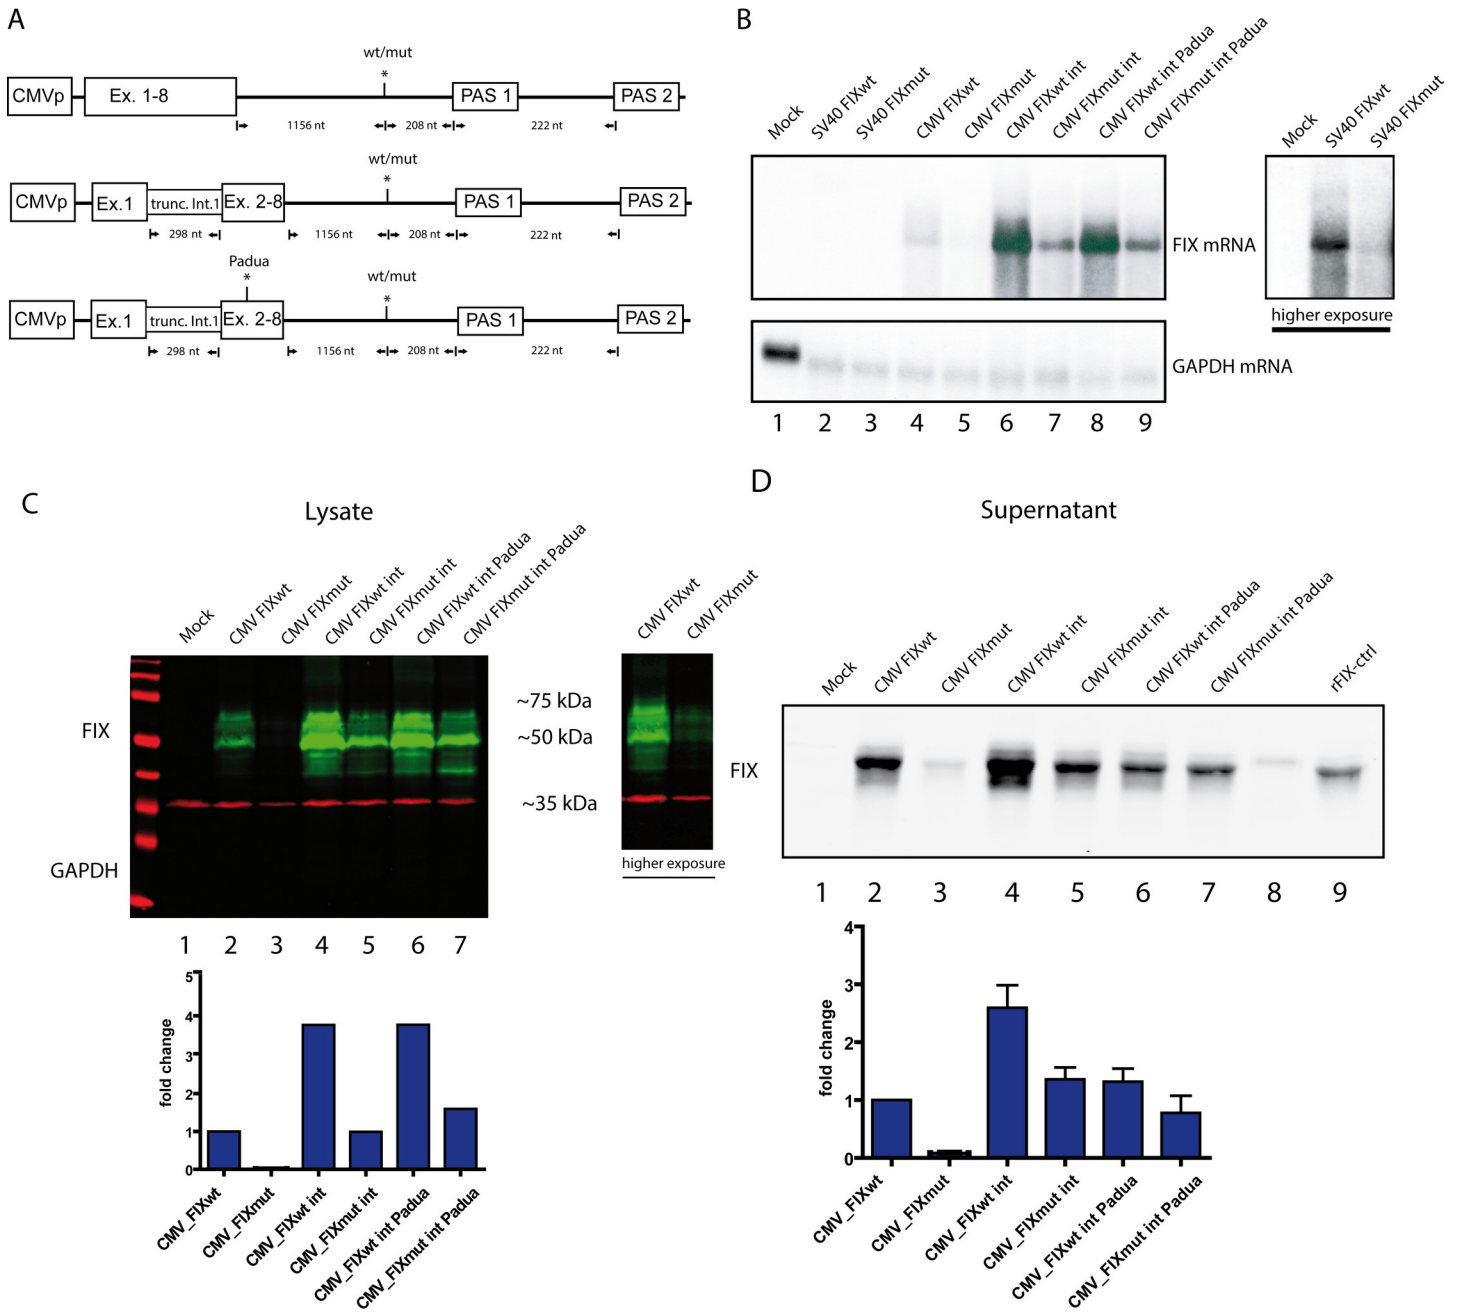 A
wt/mut
*
CMVp Ex. 1-8 PAS 1 PAS 2
1156 nt 208 nt 222 nt
wt/mut
*
CMVp Ex.1 trunc. Int.1 Ex. 2-8 PAS 1 PAS 2
298 nt 1156 nt 208 nt 222 nt
Padua
*
wt/mut
*
CMVp Ex.1 trunc. Int.1 Ex. 2-8 PAS 1 PAS 2
298 nt 1156 nt 208 nt 222 nt
B
Mock
SV40 FIXwt
SV40 FIXmut
CMV FIXwt
CMV FIXmut
CMV FIXwt int
CMV FIXmut int
CMV FIXwt int Padua
CMV FIXmut int Padua
Mock
SV40 FIXwt
SV40 FIXmut
FIX mRNA
higher exposure
GAPDH mRNA
1 2 3 4 5 6 7 8 9
C
Lysate
Mock
CMV FIXwt
CMV FIXmut
CMV FIXwt int
CMV FIXmut int
CMV FIXwt int Padua
CMV FIXmut int Padua
CMV FIXwt
CMV FIXmut
FIX
GAPDH
~75 kDa
~50 kDa
~35 kDa
higher exposure
1 2 3 4 5 6 7
fold change
5
4
3
2
1
0
CMV_FIXwt
CMV_FIXmut
CMV_FIXwt int
CMV_FIXmut int
CMV_FIXwt int Padua
CMV_FIXmut int Padua
D
Supernatant
Mock
CMV FIXwt
CMV FIXmut
CMV FIXwt int
CMV FIXmut int
CMV FIXwt int Padua
CMV FIXmut int Padua
rFIX-ctrl
FIX
1 2 3 4 5 6 7 8 9
fold change
4
3
2
1
0
CMV_FIXwt
CMV_FIXmut
CMV_FIXwt int
CMV_FIXmut int
CMV_FIXwt int Padua
CMV_FIXmut int Padua